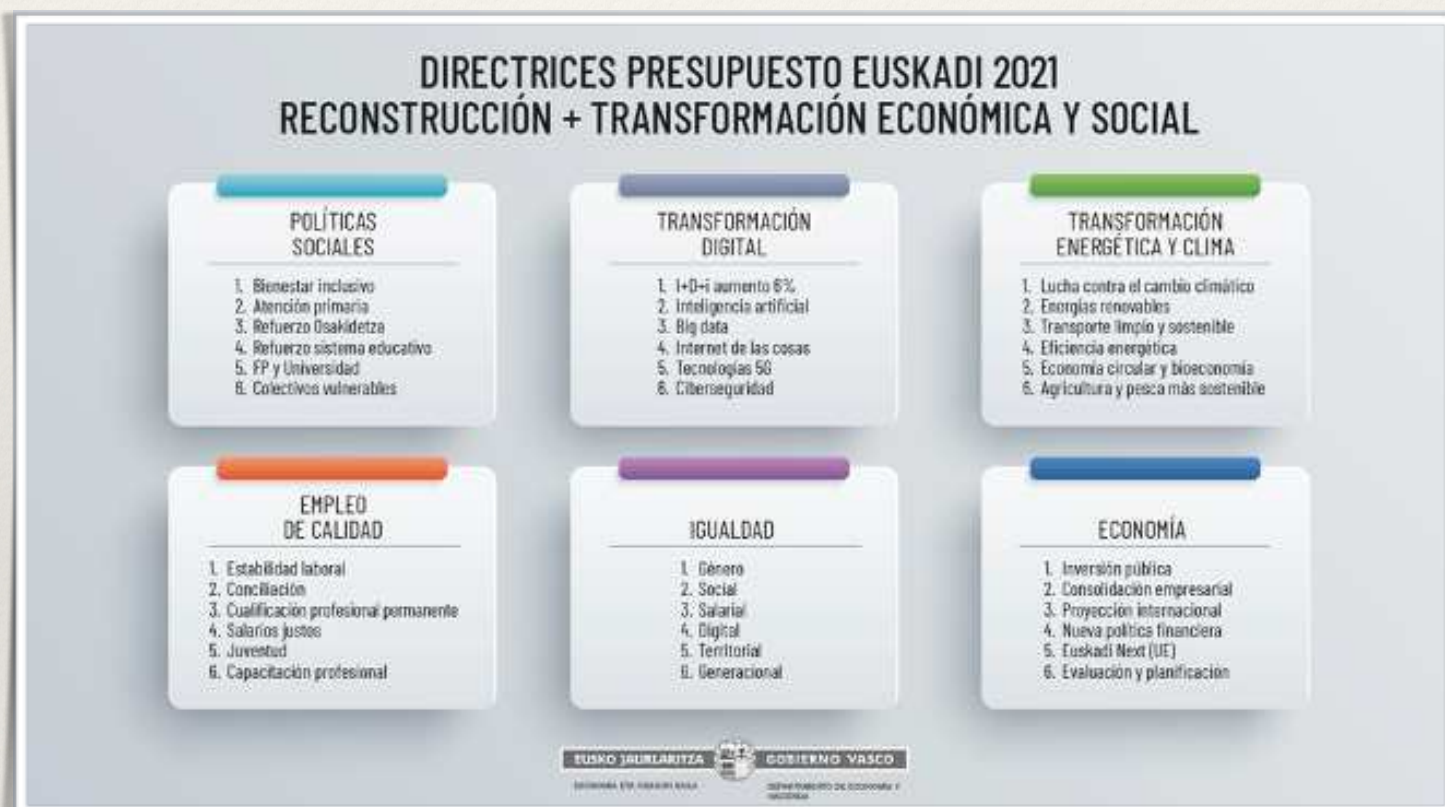 DIRECTRICES PRESUPUESTO EUSKADI 2021
RECONSTRUCCIÓN + TRANSFORMACIÓN ECONÓMICA Y SOCIAL
POLÍTICAS
SOCIALES
1. Bienestar inclusivo
2. Atención primaria
3. Refuerzo Osakidetza
4. Refuerzo sistema educativo
5. FP y Universidad
6. Colectivos vulnerables
TRANSFORMACIÓN
DIGITAL
1. I+D+i aumento 6%
2. Inteligencia artificial
3. Big data
4. Internet de las cosas
5. Tecnologías 5G
6. Ciberseguridad
TRANSFORMACIÓN
ENERGÉTICA Y CLIMA
1. Lucha contra el cambio climático
2. Energías renovables
3. Transporte limpio y sostenible
4. Eficiencia energética
5. Economía circular y bioeconomía
6. Agricultura y pesca más sostenible
EMPLEO
DE CALIDAD
1. Estabilidad laboral
2. Conciliación
3. Cualificación profesional permanente
4. Salarios justos
5. Juventud
6. Capacitación profesional
IGUALDAD
1. Género
2. Social
3. Salarial
4. Digital
5. Territorial
6. Generacional
ECONOMÍA
1. Inversión pública
2. Consolidación empresarial
3. Proyección internacional
4. Nueva política financiera
5. Euskadi Next (UE)
6. Evaluación y planificación
EUSKO JAURLARITZA
GOBIERNO VASCO
DEPARTAMENTO DE ECONOMÍA Y
HACIENDA